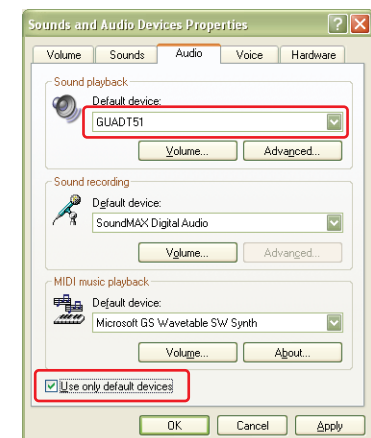 Sounds and Audio Devices Properties
Volume Sounds Audio Voice Hardware
Sound playback
Default device:
GUADT51
Volume... Advanced...
Sound recording
Default device:
SoundMAX Digital Audio
Volume... Advanced...
MIDI music playback
Default device:
Microsoft GS Wavetable SW Synth
Volume... About...
Use only default devices
OK Cancel Apply